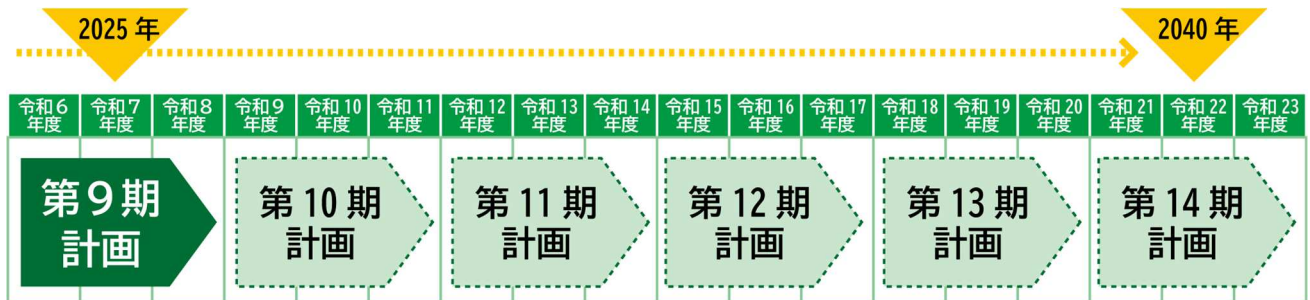 2025 年
2040 年
令和６
年度
令和７
年度
令和８
年度
令和９
年度
令和 10
年度
令和 11
年度
令和 12
年度
令和 13
年度
令和 14
年度
令和 15
年度
令和 16
年度
令和 17
年度
令和 18
年度
令和 19
年度
令和 20
年度
令和 21
年度
令和 22
年度
令和 23
年度
第９期
計画
第 10 期
計画
第 11 期
計画
第 12 期
計画
第 13 期
計画
第 14 期
計画